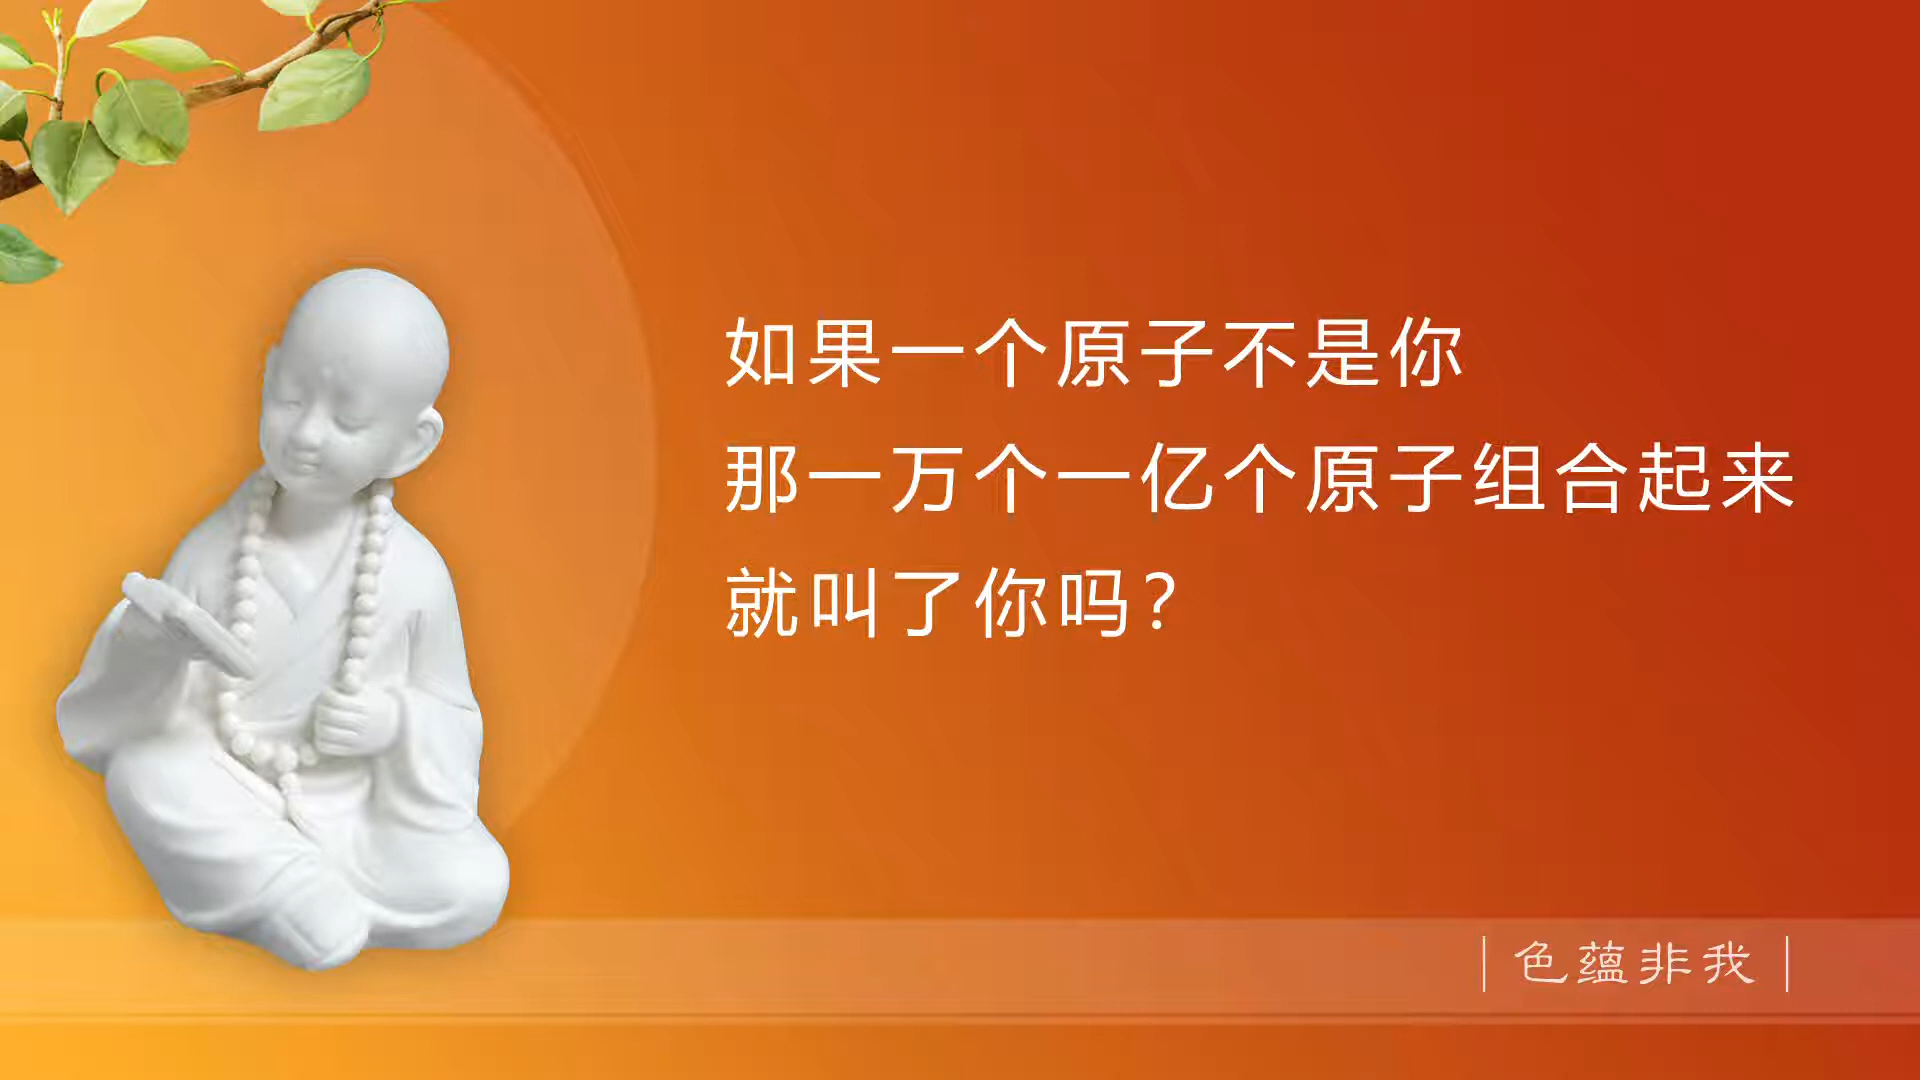 如果一个原子不是你
那一万个一亿个原子组合起来
就叫了你吗？
色蕴非我